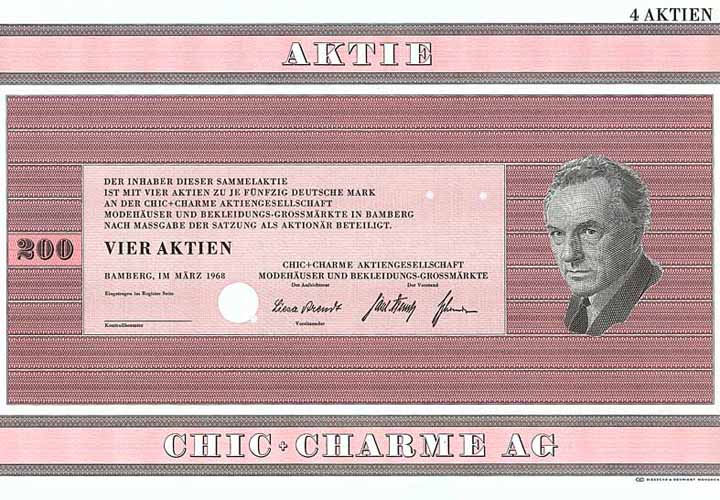 4 AKTIEN
AKTIE
DER INHABER DIESER SAMMELAKTIE
IST MIT VIER AKTIEN ZU JE FÜNFZIG DEUTSCHE MARK
AN DER CHIC+CHARME AKTIENGESELLSCHAFT
MODEHÄUSER UND BEKLEIDUNGS-GROSSMÄRKTE IN BAMBERG
NACH MASSGABE DER SATZUNG ALS AKTIONÄR BETEILIGT.
200
VIER AKTIEN
BAMBERG, IM MÄRZ 1968
CHIC+CHARME AKTIENGESELLSCHAFT
MODEHÄUSER UND BEKLEIDUNGS-GROSSMÄRKTE
Der Aufsichtsrat Der Vorstand
Eingetragen im Register Seite
Vorsitzender
Kontrollbeamter
CHIC + CHARME AG
GIESECKE & DEVRIENT MÜNCHEN